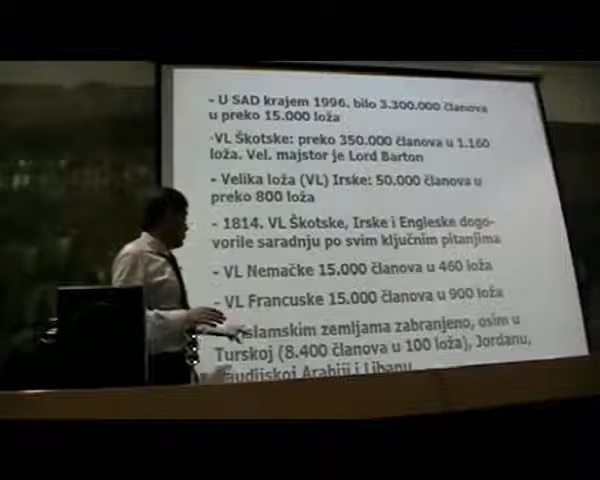 - U SAD krajem 1996. bilo 3.300.000 članova
u preko 15.000 loža
-VL Škotske: preko 350.000 članova u 1.160
loža. Vel. majstor je Lord Barton
- Velika loža (VL) Irske: 50.000 članova u
preko 800 loža
- 1814. VL Škotske, Irske i Engleske dogo-
vorile saradnju po svim ključnim pitanjima
- VL Nemačke 15.000 članova u 460 loža
- VL Francuske 15.000 članova u 900 loža
slamskim zemljama zabranjeno, osim u
Turskoj (8.400 članova u 100 loža), Jordanu,
audijskoj Arabiji i Libanu